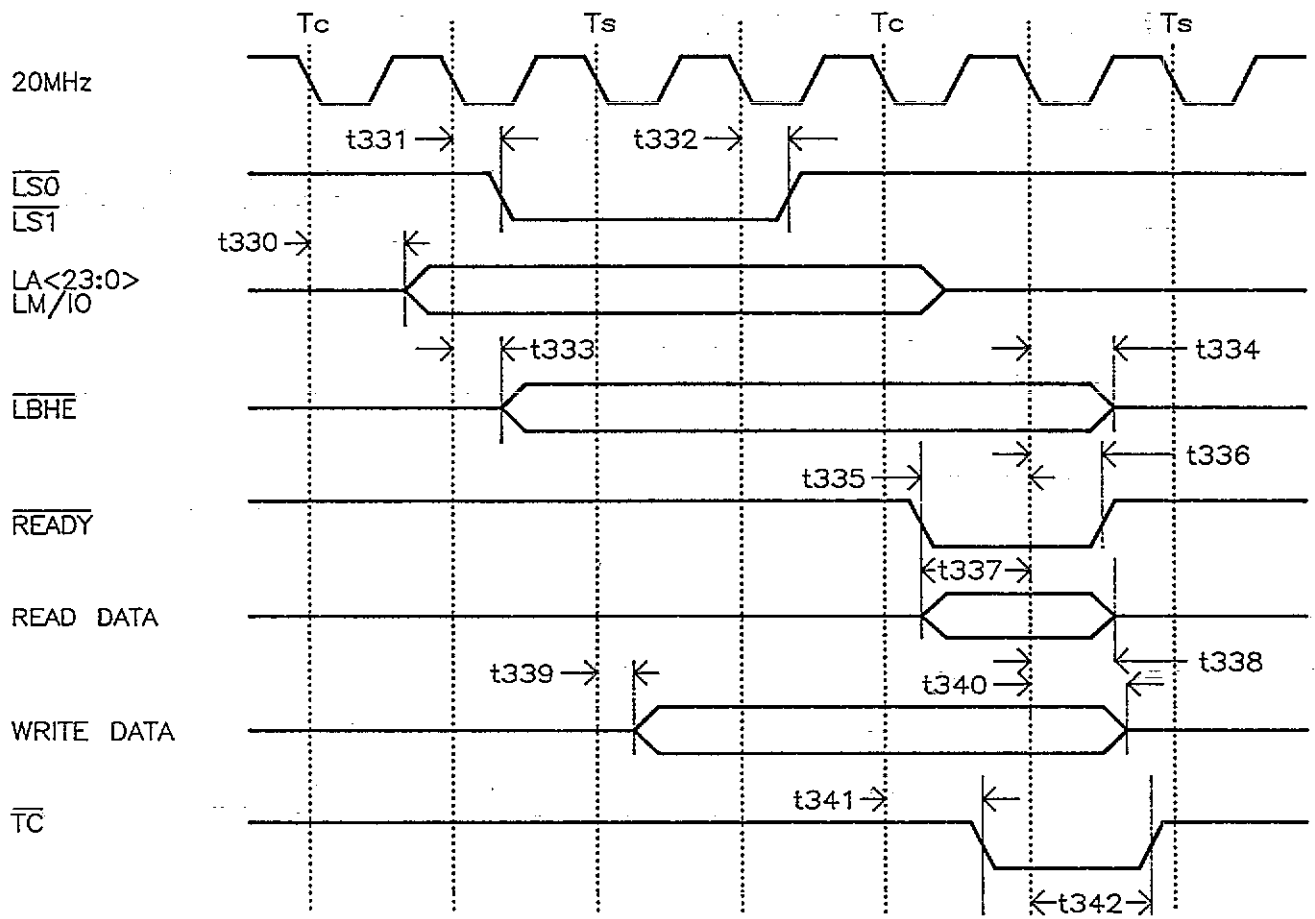 Tc Ts Tc Ts
20MHz
t331 t332
LS0
LS1
t330
LA<23:0>
LM/IO
t333 t334
LBHE
t336
t335
READY
t337
READ DATA
t339 t338
t340
WRITE DATA
t341
TC
t342